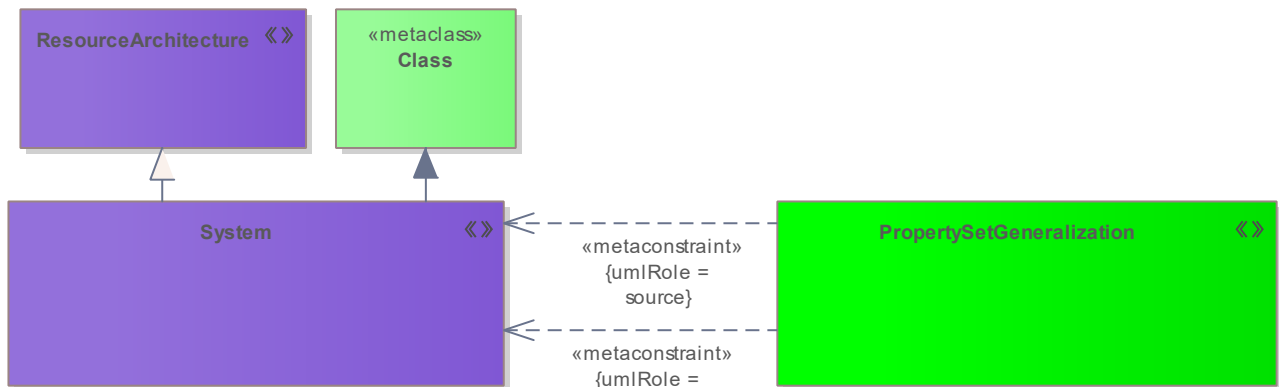 ResourceArchitecture «»
«metaclass»
Class
System «»
PropertySetGeneralization «»
«metaconstraint»
{umlRole =
source}
«metaconstraint»
{umlRole =